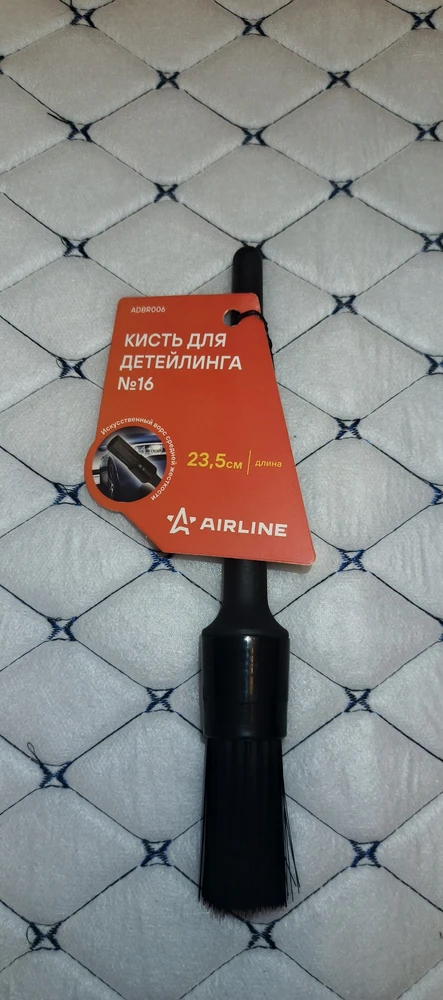 ADBR006
КИСТЬ ДЛЯ
ДЕТЕЙЛИНГА
№16
Искусственный ворс средней жесткости
23,5см длина
AIRLINE